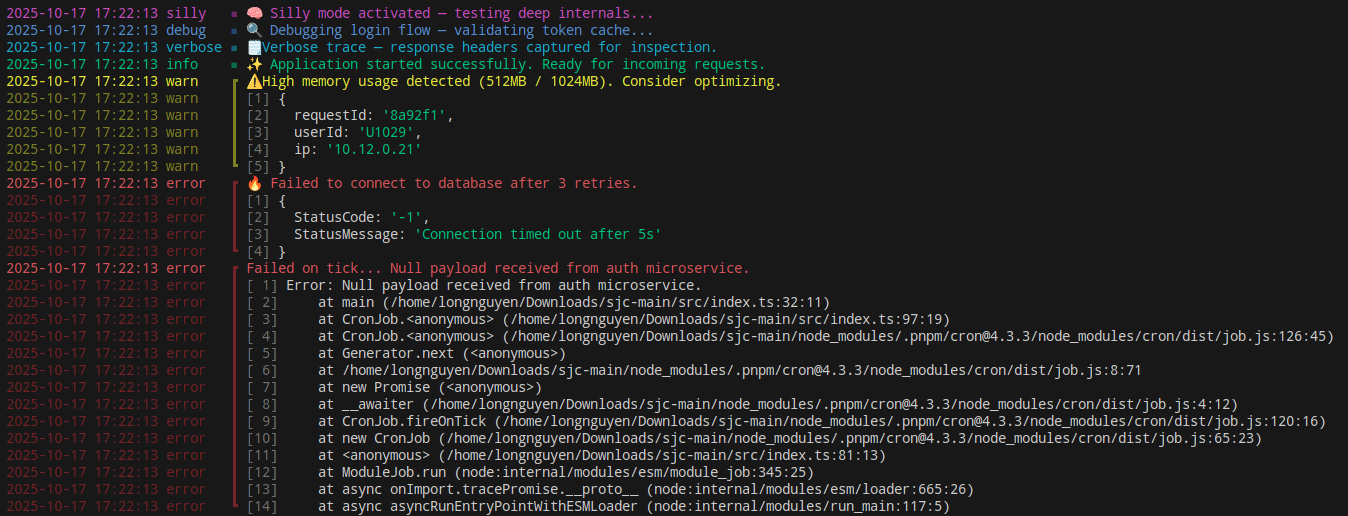 2025-10-17 17:22:13 silly ▪ 🧠 Silly mode activated — testing deep internals...
2025-10-17 17:22:13 debug ▪ 🔍 Debugging login flow — validating token cache...
2025-10-17 17:22:13 verbose ▪ 🗒️Verbose trace — response headers captured for inspection.
2025-10-17 17:22:13 info ▪ ✨ Application started successfully. Ready for incoming requests.
2025-10-17 17:22:13 warn ⚠️High memory usage detected (512MB / 1024MB). Consider optimizing.
2025-10-17 17:22:13 warn [1] {
2025-10-17 17:22:13 warn [2]   requestId: '8a92f1',
2025-10-17 17:22:13 warn [3]   userId: 'U1029',
2025-10-17 17:22:13 warn [4]   ip: '10.12.0.21'
2025-10-17 17:22:13 warn [5] }
2025-10-17 17:22:13 error 🔥 Failed to connect to database after 3 retries.
2025-10-17 17:22:13 error [1] {
2025-10-17 17:22:13 error [2]   StatusCode: '-1',
2025-10-17 17:22:13 error [3]   StatusMessage: 'Connection timed out after 5s'
2025-10-17 17:22:13 error [4] }
2025-10-17 17:22:13 error Failed on tick... Null payload received from auth microservice.
2025-10-17 17:22:13 error [ 1] Error: Null payload received from auth microservice.
2025-10-17 17:22:13 error [ 2]     at main (/home/longnguyen/Downloads/sjc-main/src/index.ts:32:11)
2025-10-17 17:22:13 error [ 3]     at CronJob.<anonymous> (/home/longnguyen/Downloads/sjc-main/src/index.ts:97:19)
2025-10-17 17:22:13 error [ 4]     at CronJob.<anonymous> (/home/longnguyen/Downloads/sjc-main/node_modules/.pnpm/cron@4.3.3/node_modules/cron/dist/job.js:126:45)
2025-10-17 17:22:13 error [ 5]     at Generator.next (<anonymous>)
2025-10-17 17:22:13 error [ 6]     at /home/longnguyen/Downloads/sjc-main/node_modules/.pnpm/cron@4.3.3/node_modules/cron/dist/job.js:8:71
2025-10-17 17:22:13 error [ 7]     at new Promise (<anonymous>)
2025-10-17 17:22:13 error [ 8]     at __awaiter (/home/longnguyen/Downloads/sjc-main/node_modules/.pnpm/cron@4.3.3/node_modules/cron/dist/job.js:4:12)
2025-10-17 17:22:13 error [ 9]     at CronJob.fireOnTick (/home/longnguyen/Downloads/sjc-main/node_modules/.pnpm/cron@4.3.3/node_modules/cron/dist/job.js:120:16)
2025-10-17 17:22:13 error [10]     at new CronJob (/home/longnguyen/Downloads/sjc-main/node_modules/.pnpm/cron@4.3.3/node_modules/cron/dist/job.js:65:23)
2025-10-17 17:22:13 error [11]     at <anonymous> (/home/longnguyen/Downloads/sjc-main/src/index.ts:81:13)
2025-10-17 17:22:13 error [12]     at ModuleJob.run (node:internal/modules/esm/module_job:345:25)
2025-10-17 17:22:13 error [13]     at async onImport.tracePromise.__proto__ (node:internal/modules/esm/loader:665:26)
2025-10-17 17:22:13 error [14]     at async asyncRunEntryPointWithESMLoader (node:internal/modules/run_main:117:5)